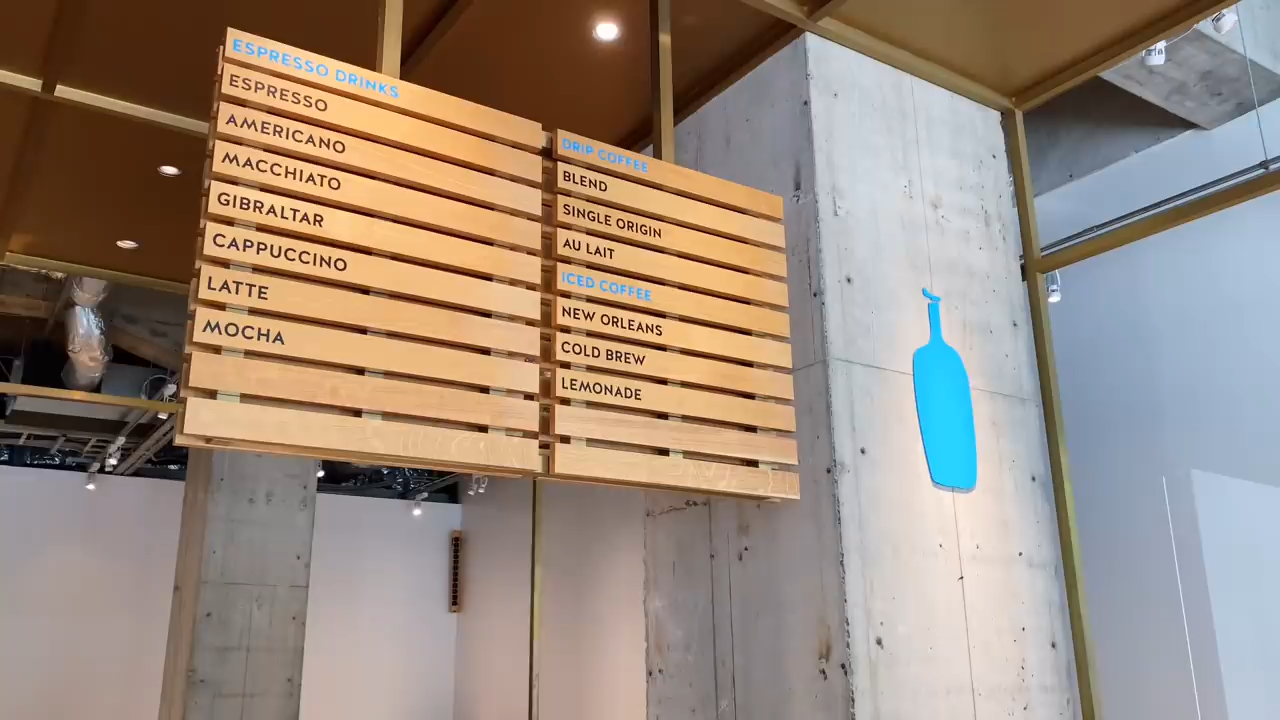 ESPRESSO DRINKS
ESPRESSO
AMERICANO
MACCHIATO
GIBRALTAR
CAPPUCCINO
LATTE
MOCHA
DRIP COFFEE
BLEND
SINGLE ORIGIN
AU LAIT
ICED COFFEE
NEW ORLEANS
COLD BREW
LEMONADE